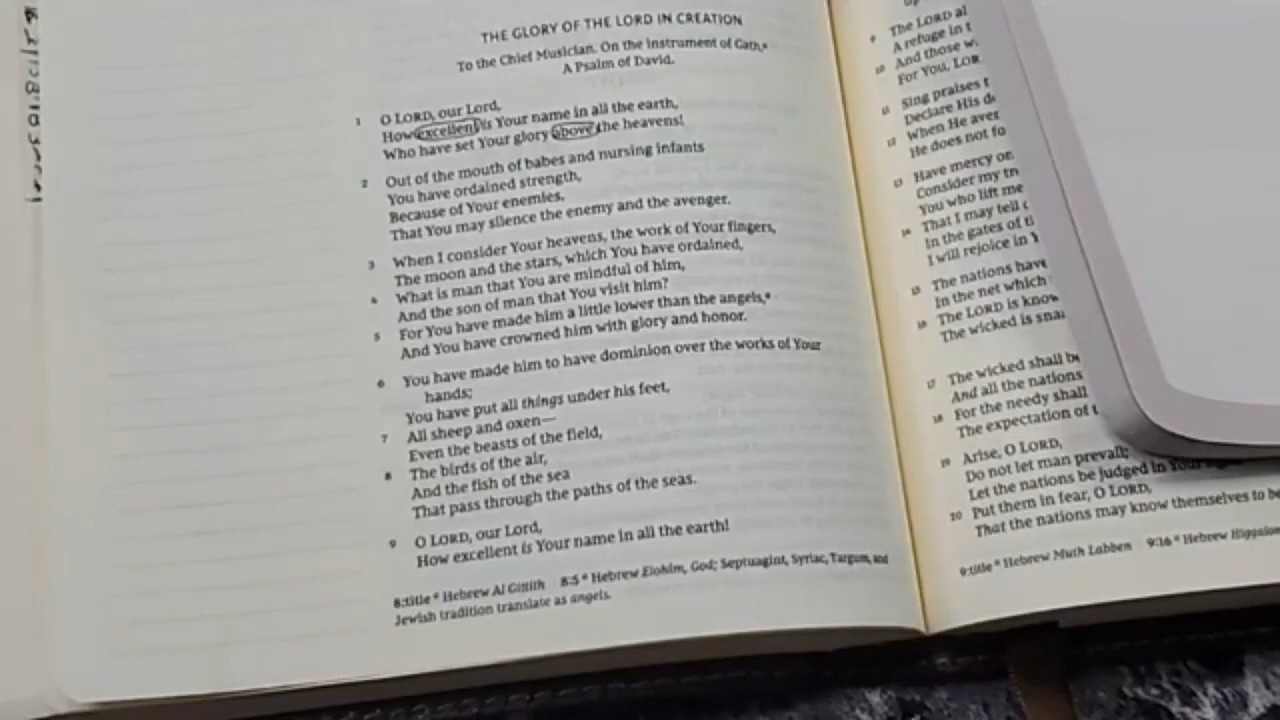 THE GLORY OF THE LORD IN CREATION
To the Chief Musician. On the instrument of Gath.*
A Psalm of David.
1 O LORD, our Lord,
How excellent is Your name in all the earth,
Who have set Your glory above the heavens!
2 Out of the mouth of babes and nursing infants
You have ordained strength,
Because of Your enemies,
That You may silence the enemy and the avenger.
3 When I consider Your heavens, the work of Your fingers,
The moon and the stars, which You have ordained,
4 What is man that You are mindful of him,
And the son of man that You visit him?
5 For You have made him a little lower than the angels,*
And You have crowned him with glory and honor.
6 You have made him to have dominion over the works of Your
hands;
You have put all things under his feet,
7 All sheep and oxen—
Even the beasts of the field,
8 The birds of the air,
And the fish of the sea
That pass through the paths of the seas.
9 O LORD, our Lord,
How excellent is Your name in all the earth!
8:title * Hebrew Al Gittith 8:5 * Hebrew Elohim, God; Septuagint, Syriac, Targum, and
Jewish tradition translate as angels.
9 The LORD al
A refuge in t
10 And those w
For You, LOR
11 Sing praises t
Declare His d
12 When He aven
He does not fo
13 Have mercy on
Consider my
You who lift me
14 That I may tell
In the gates of
I will rejoice in Y
15 The nations have
In the net which
16 The LORD is know
The wicked is sna
17 The wicked shall be
And all the nations
18 For the needy shall
The expectation of t
19 Arise, O LORD,
Do not let man prevail;
Let the nations be judged in Your
20 Put them in fear, O LORD,
That the nations may know themselves to be
9:title * Hebrew Muth Labben 9:16 * Hebrew Higgaion